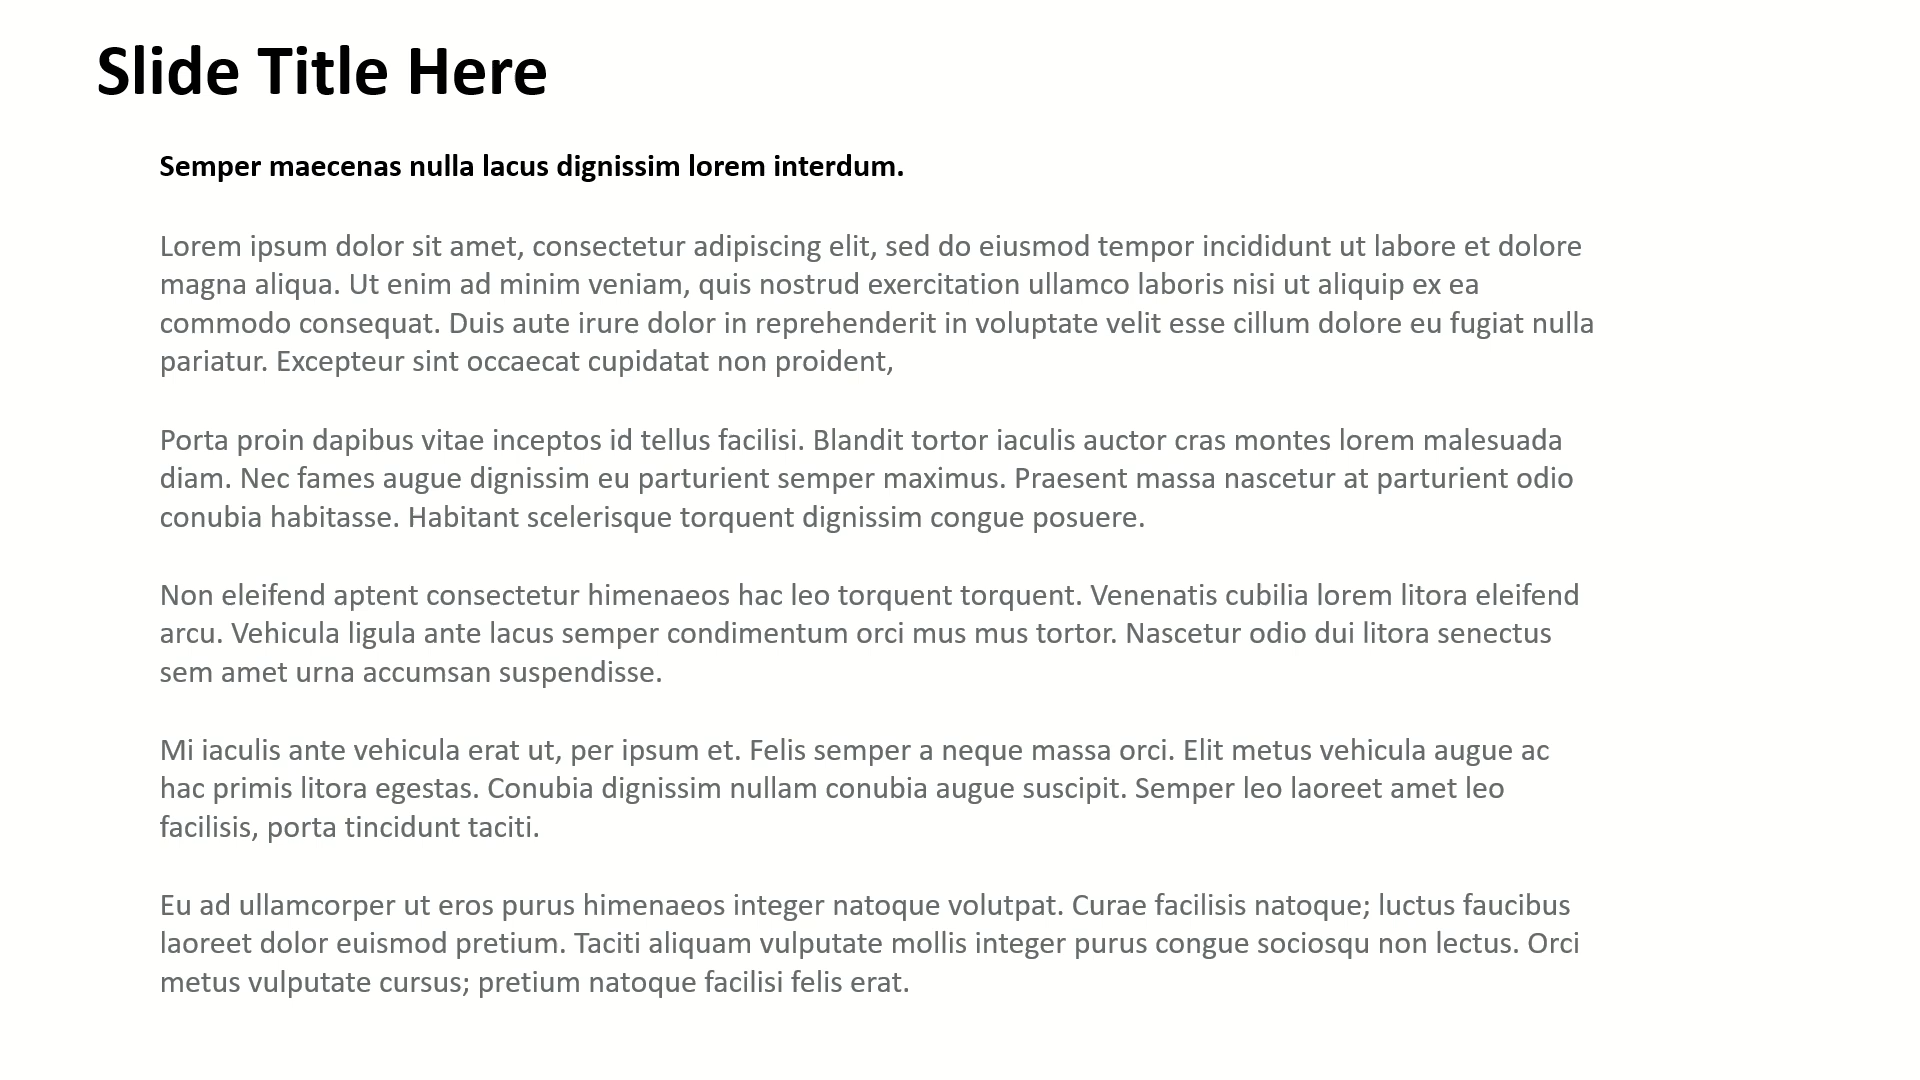 Slide Title Here
Semper maecenas nulla lacus dignissim lorem interdum.
Lorem ipsum dolor sit amet, consectetur adipiscing elit, sed do eiusmod tempor incididunt ut labore et dolore
magna aliqua. Ut enim ad minim veniam, quis nostrud exercitation ullamco laboris nisi ut aliquip ex ea
commodo consequat. Duis aute irure dolor in reprehenderit in voluptate velit esse cillum dolore eu fugiat nulla
pariatur. Excepteur sint occaecat cupidatat non proident,
Porta proin dapibus vitae inceptos id tellus facilisi. Blandit tortor iaculis auctor cras montes lorem malesuada
diam. Nec fames augue dignissim eu parturient semper maximus. Praesent massa nascetur at parturient odio
conubia habitasse. Habitant scelerisque torquent dignissim congue posuere.
Non eleifend aptent consectetur himenaeos hac leo torquent torquent. Venenatis cubilia lorem litora eleifend
arcu. Vehicula ligula ante lacus semper condimentum orci mus mus tortor. Nascetur odio dui litora senectus
sem amet urna accumsan suspendisse.
Mi iaculis ante vehicula erat ut, per ipsum et. Felis semper a neque massa orci. Elit metus vehicula augue ac
hac primis litora egestas. Conubia dignissim nullam conubia augue suscipit. Semper leo laoreet amet leo
facilisis, porta tincidunt taciti.
Eu ad ullamcorper ut eros purus himenaeos integer natoque volutpat. Curae facilisis natoque; luctus faucibus
laoreet dolor euismod pretium. Taciti aliquam vulputate mollis integer purus congue sociosqu non lectus. Orci
metus vulputate cursus; pretium natoque facilisi felis erat.